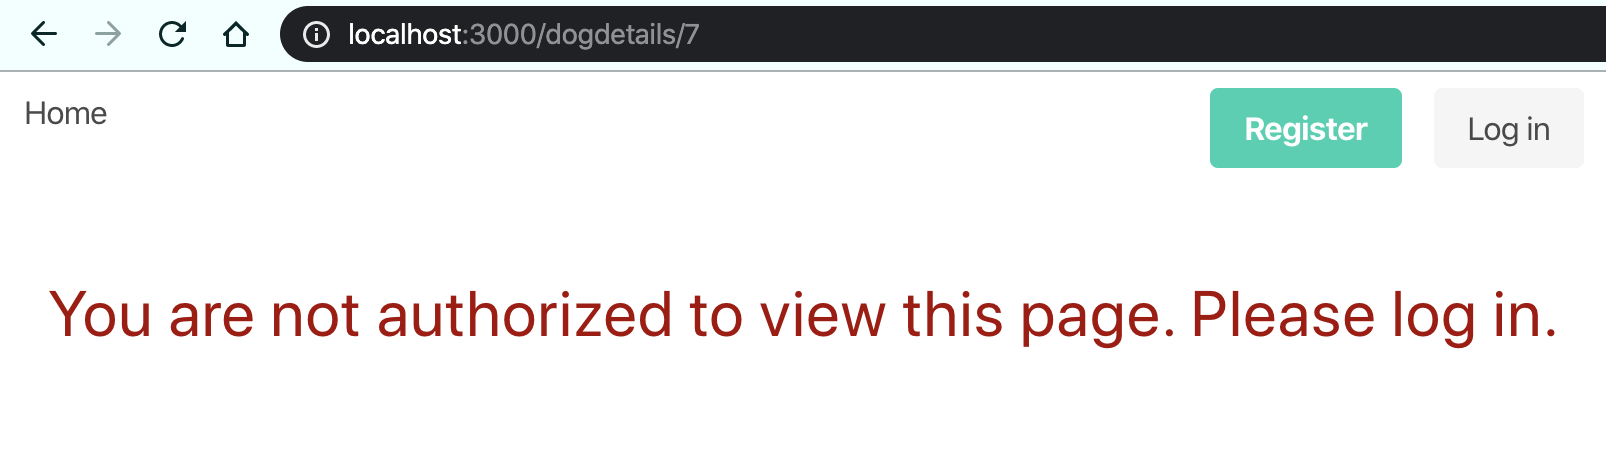 localhost:3000/dogdetails/7
Home
Register
Log in
You are not authorized to view this page. Please log in.